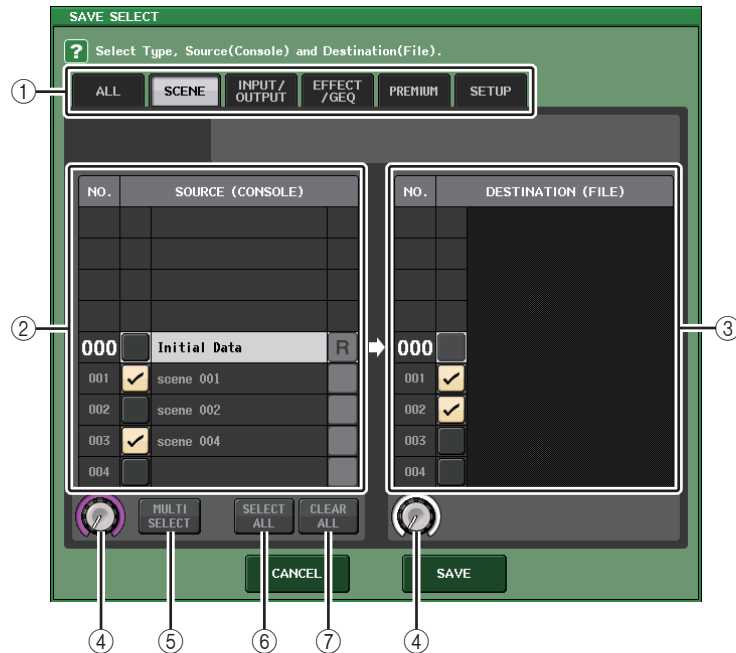 SAVE SELECT
? Select Type, Source(Console) and Destination(File).
① ALL SCENE INPUT/ OUTPUT EFFECT /GEQ PREMIUM SETUP
NO. SOURCE (CONSOLE) NO. DESTINATION (FILE)
② ③
000 Initial Data R 000
001 scene 001 001
002 scene 002 002
003 scene 004 003
004 004
MULTI SELECT SELECT ALL CLEAR ALL
CANCEL SAVE
④ ⑤ ⑥ ⑦ ④